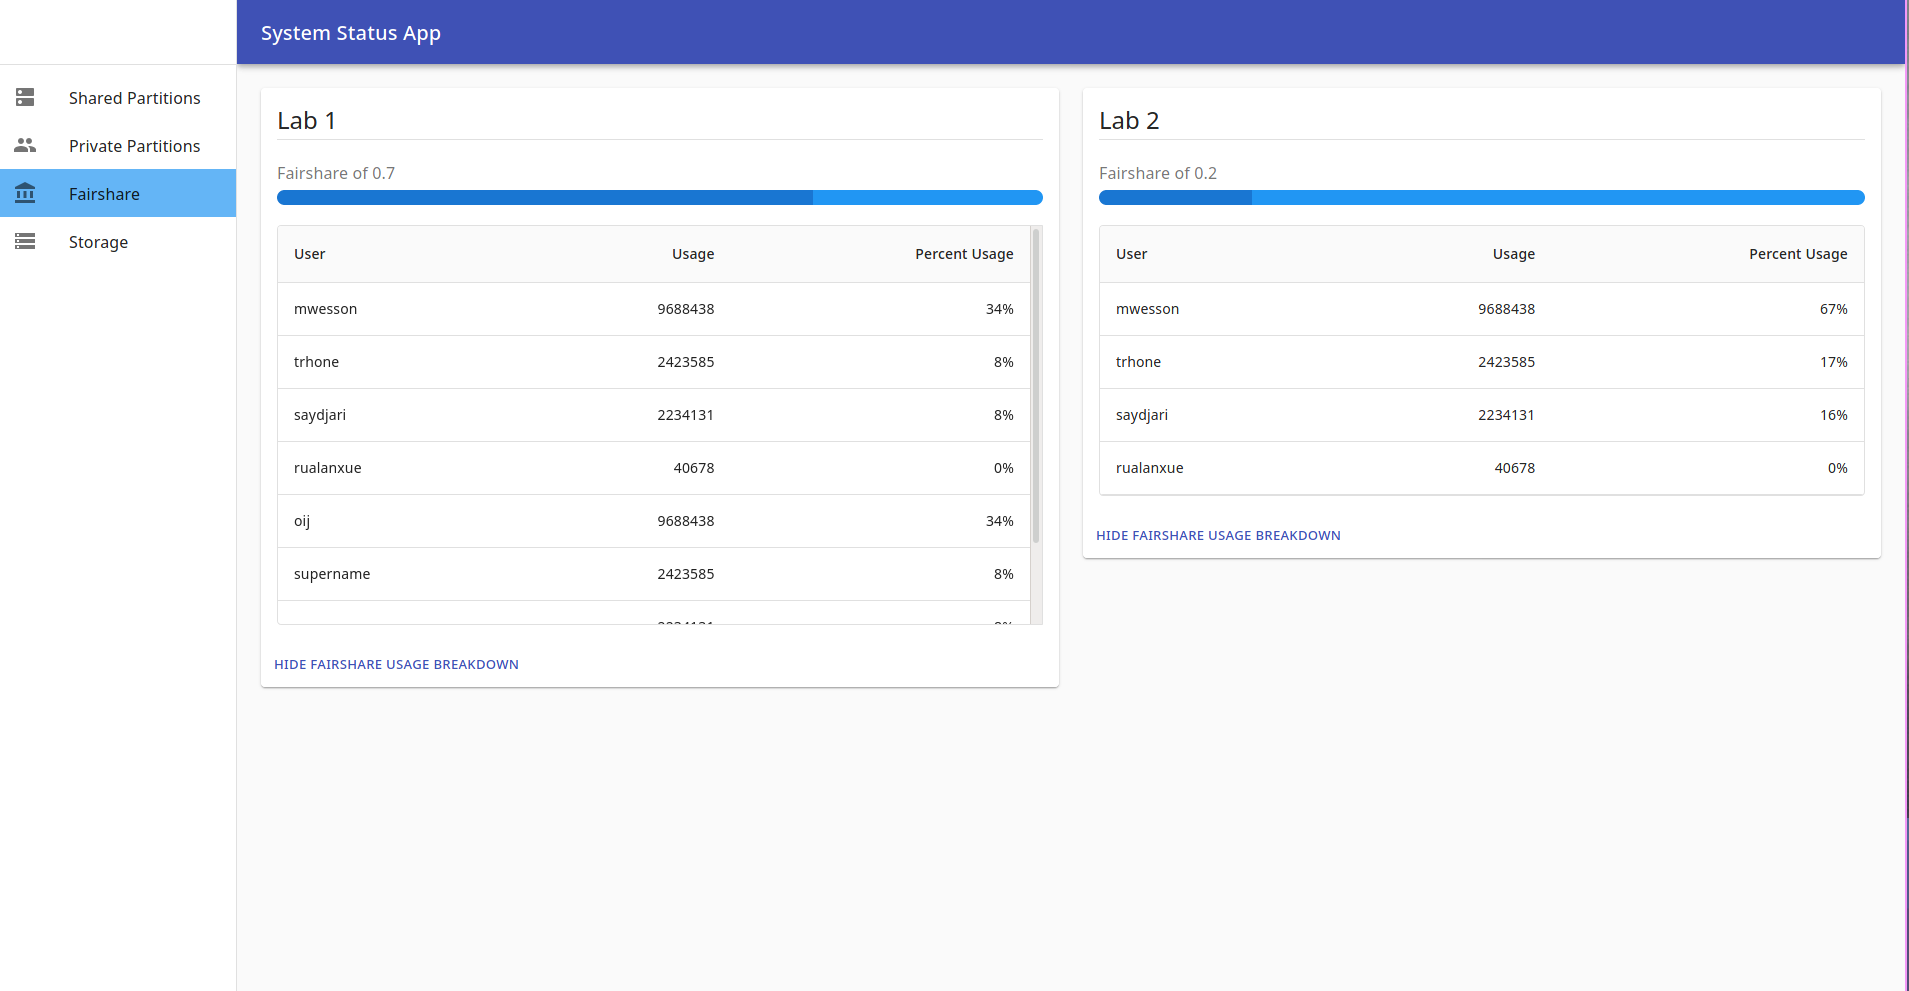 System Status App
Shared Partitions
Private Partitions
Fairshare
Storage
Lab 1
Fairshare of 0.7
User Usage Percent Usage
mwesson 9688438 34%
trhone 2423585 8%
saydjari 2234131 8%
rualanxue 40678 0%
oij 9688438 34%
supername 2423585 8%
HIDE FAIRSHARE USAGE BREAKDOWN
Lab 2
Fairshare of 0.2
User Usage Percent Usage
mwesson 9688438 67%
trhone 2423585 17%
saydjari 2234131 16%
rualanxue 40678 0%
HIDE FAIRSHARE USAGE BREAKDOWN